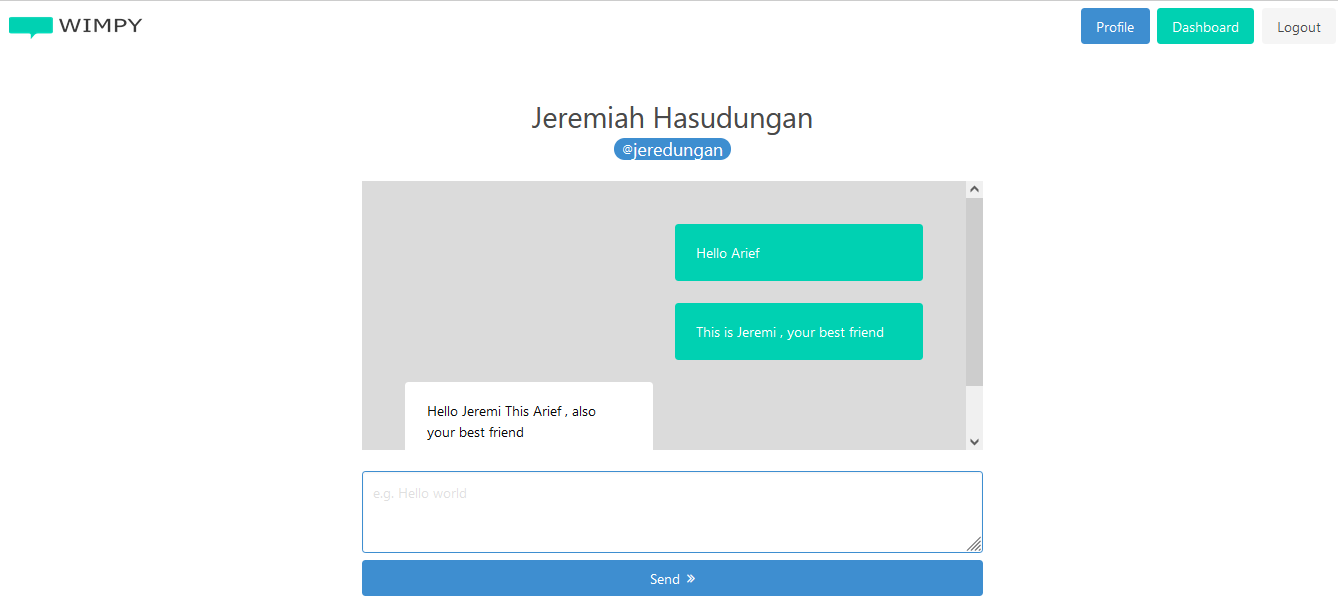 WIMPY
Profile
Dashboard
Logout
Jeremiah Hasudungan
@jeredungan
Hello Arief
This is Jeremi , your best friend
Hello Jeremi This Arief , also
your best friend
e.g. Hello world
Send »